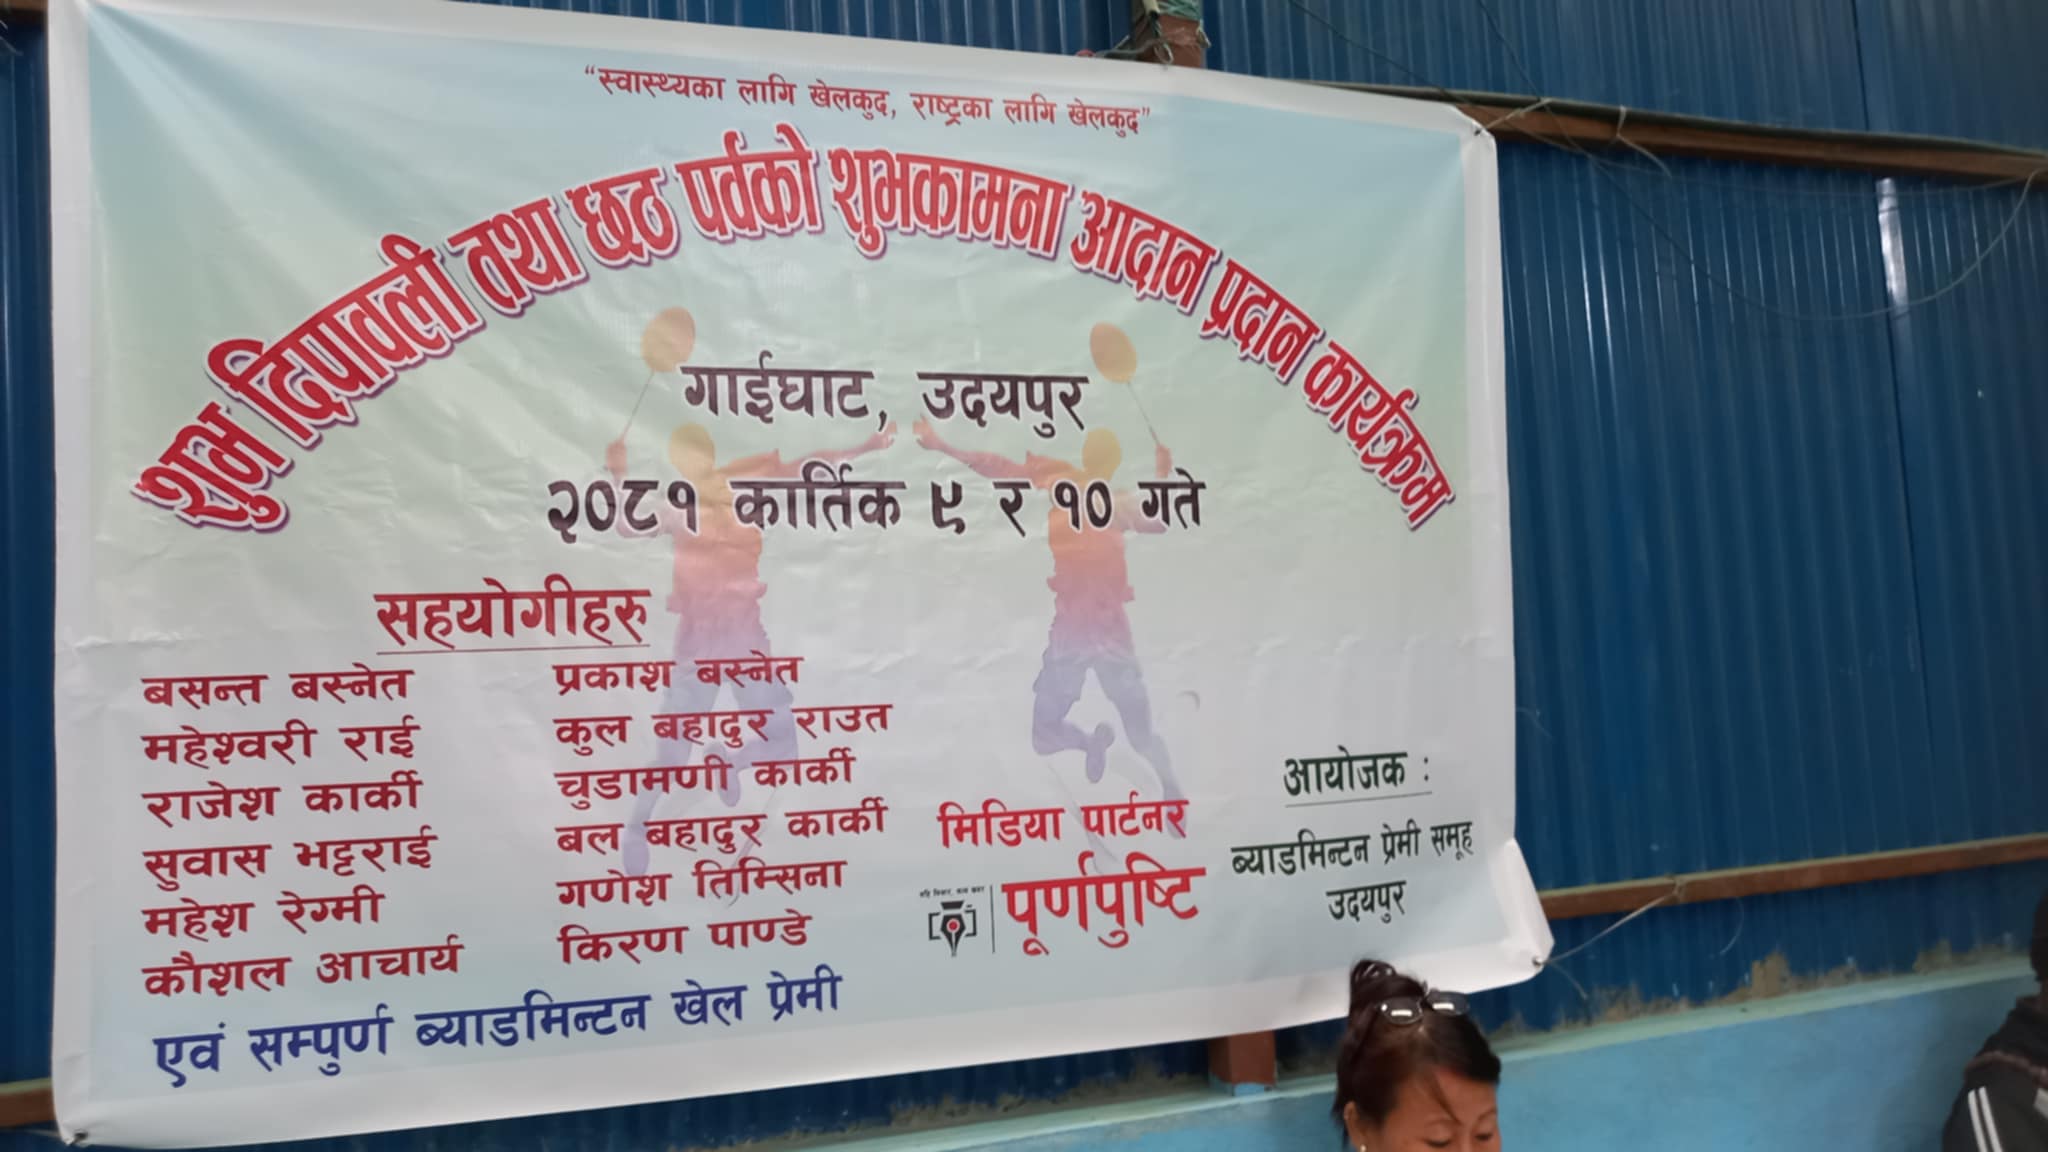 “स्वास्थ्यका लागि खेलकुद, राष्ट्रका लागि खेलकुद”
शुभ दिपावली तथा छठ पर्वको शुभकामना आदान प्रदान कार्यक्रम
गाईघाट, उदयपुर
२०८१ कार्तिक ९ र १० गते
सहयोगीहरु
बसन्त बस्नेत
महेश्वरी राई
राजेश कार्की
सुवास भट्टराई
महेश रेग्मी
कौशल आचार्य
प्रकाश बस्नेत
कुल बहादुर राउत
चुडामणी कार्की
बल बहादुर कार्की
गणेश तिम्सिना
किरण पाण्डे
एवं सम्पुर्ण ब्याडमिन्टन खेल प्रेमी
मिडिया पार्टनर
पूर्णपुष्टि
आयोजक :
ब्याडमिन्टन प्रेमी समूह
उदयपुर